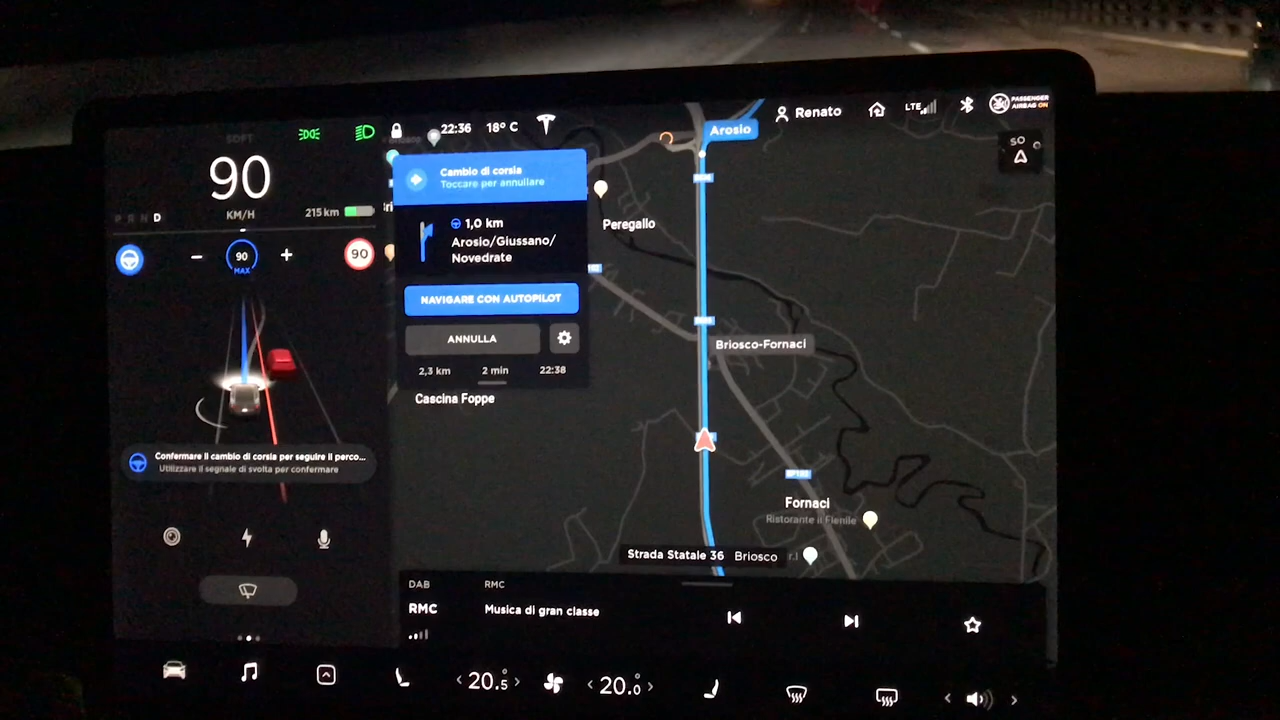 SOFT
90
KM/H
P R N D
215 km
90
MAX
90
Confermare il cambio di corsia per seguire il perco...
Utilizzare il segnale di svolta per confermare
22:36
18° C
Renato
LTE
PASSENGER
AIRBAG ON
SO
Cambio di corsia
Toccare per annullare
1,0 km
Arosio/Giussano/
Novedrate
NAVIGARE CON AUTOPILOT
ANNULLA
2,3 km
2 min
22:38
Arosio
Peregallo
Briosco-Fornaci
Cascina Foppe
Fornaci
Ristorante il Fienile
Strada Statale 36 Briosco
r.l
DAB
RMC
RMC
Musica di gran classe
20.5
20.0